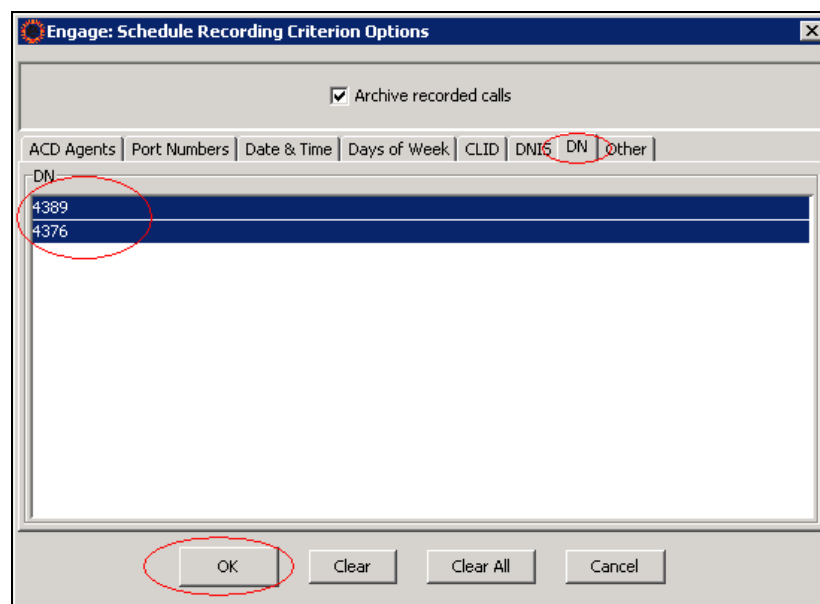 Engage: Schedule Recording Criterion Options
Archive recorded calls
ACD Agents Port Numbers Date & Time Days of Week CLID DNIS DN Other
DN
4389
4376
OK Clear Clear All Cancel